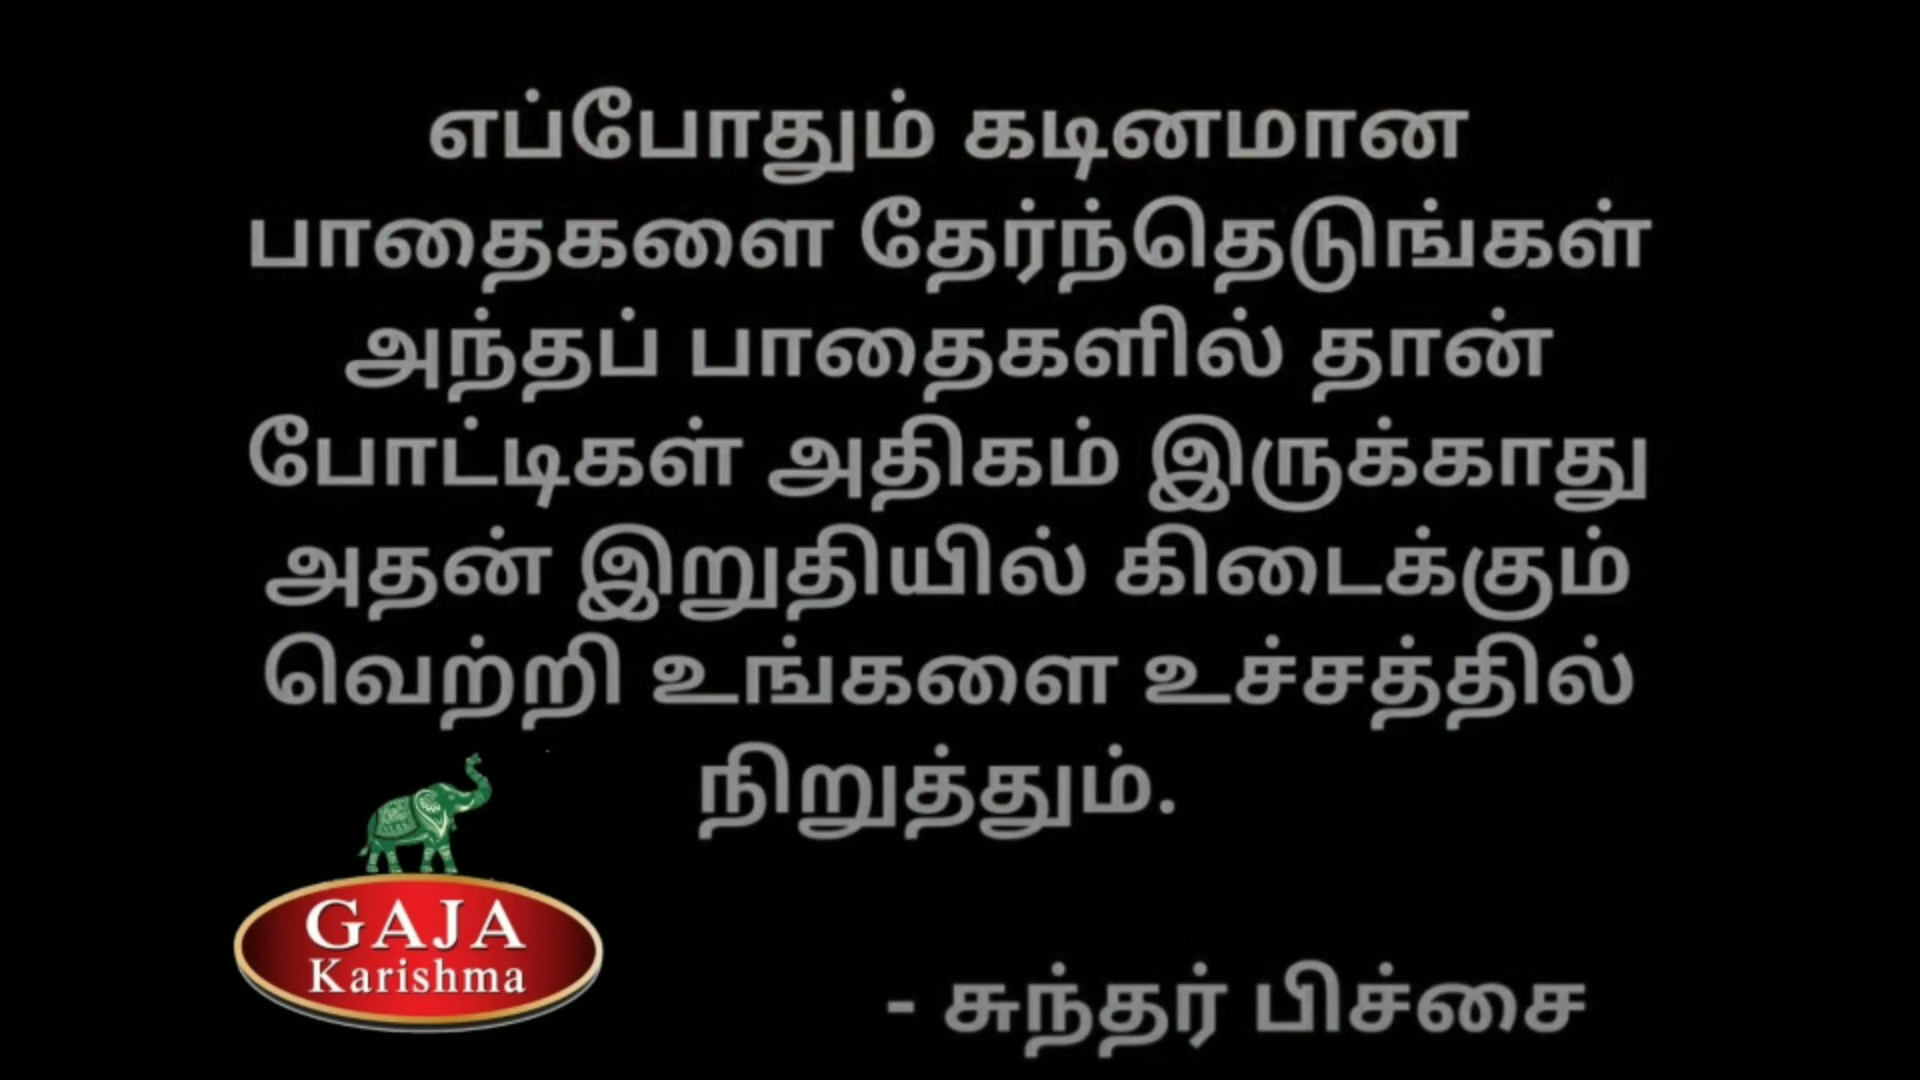 எப்போதும் கடினமான
பாதைகளை தேர்ந்தெடுங்கள்
அந்தப் பாதைகளில் தான்
போட்டிகள் அதிகம் இருக்காது
அதன் இறுதியில் கிடைக்கும்
வெற்றி உங்களை உச்சத்தில்
நிறுத்தும்.
GAJA
Karishma
- சுந்தர் பிச்சை